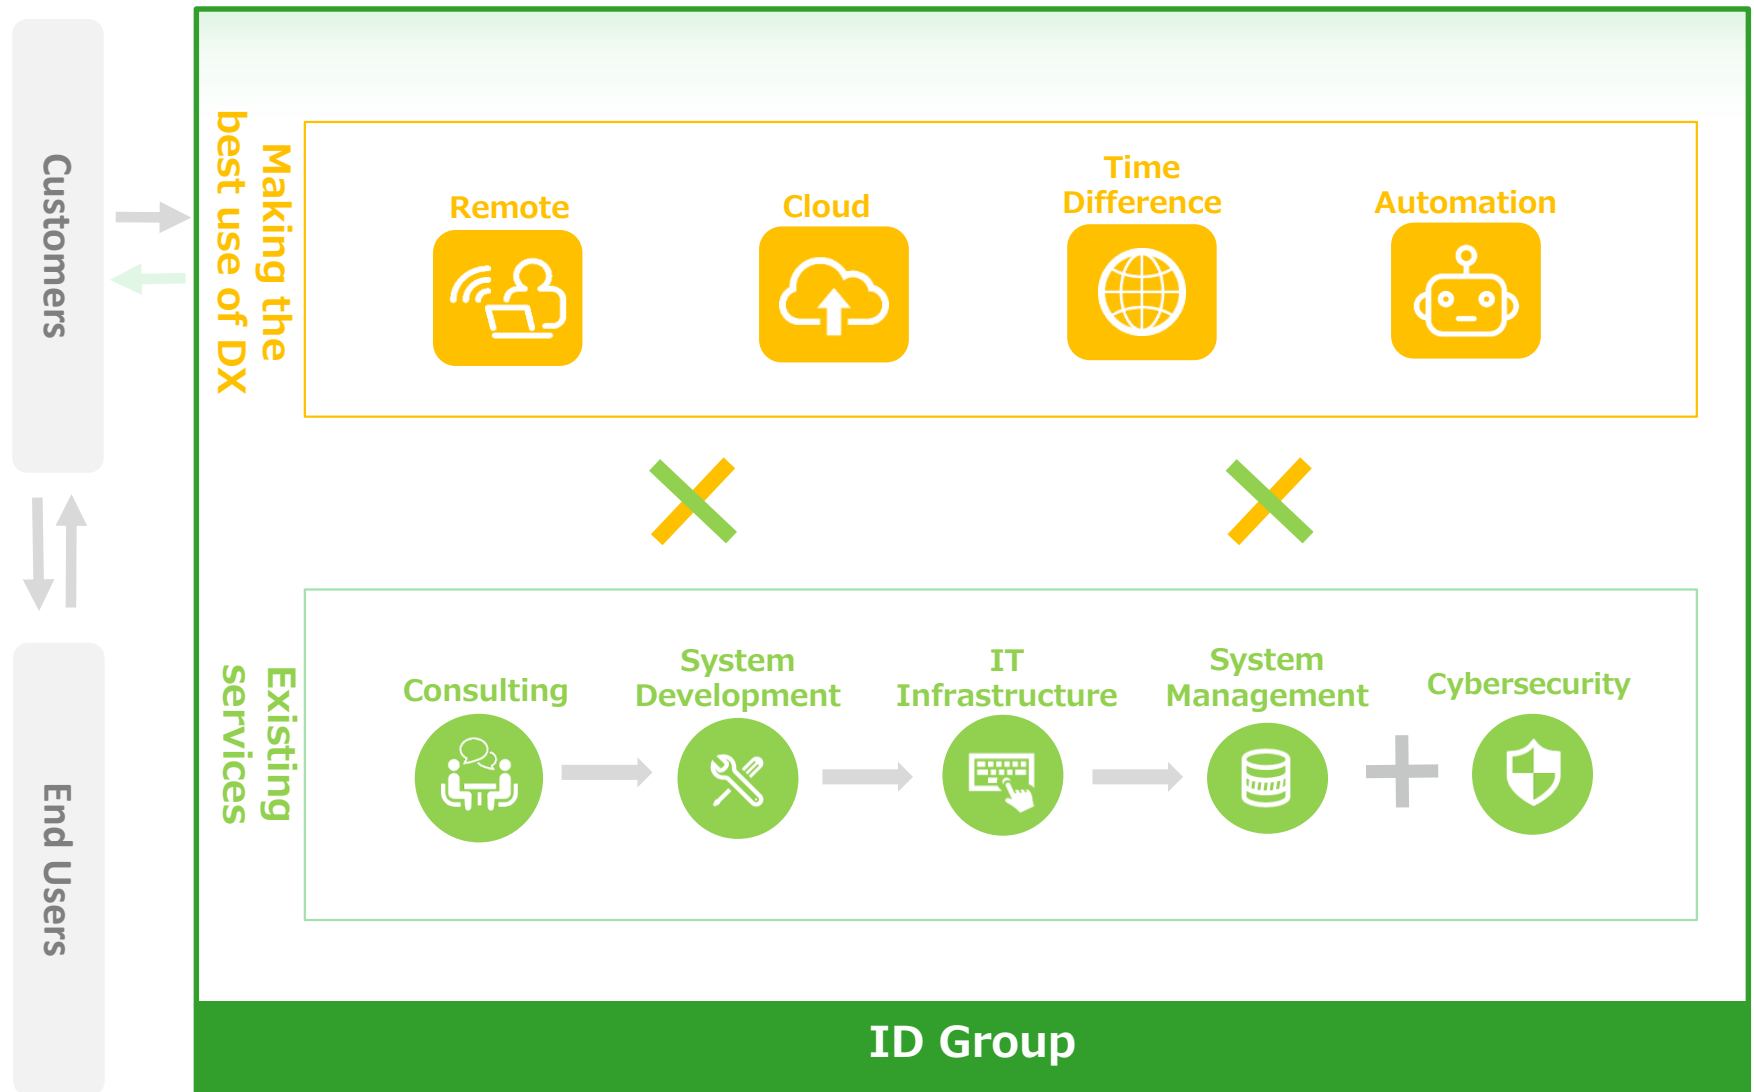 Customers
End Users
Making the
best use of DX
Remote
Cloud
Time
Difference
Automation
Existing
services
Consulting
System
Development
IT
Infrastructure
System
Management
Cybersecurity
ID Group